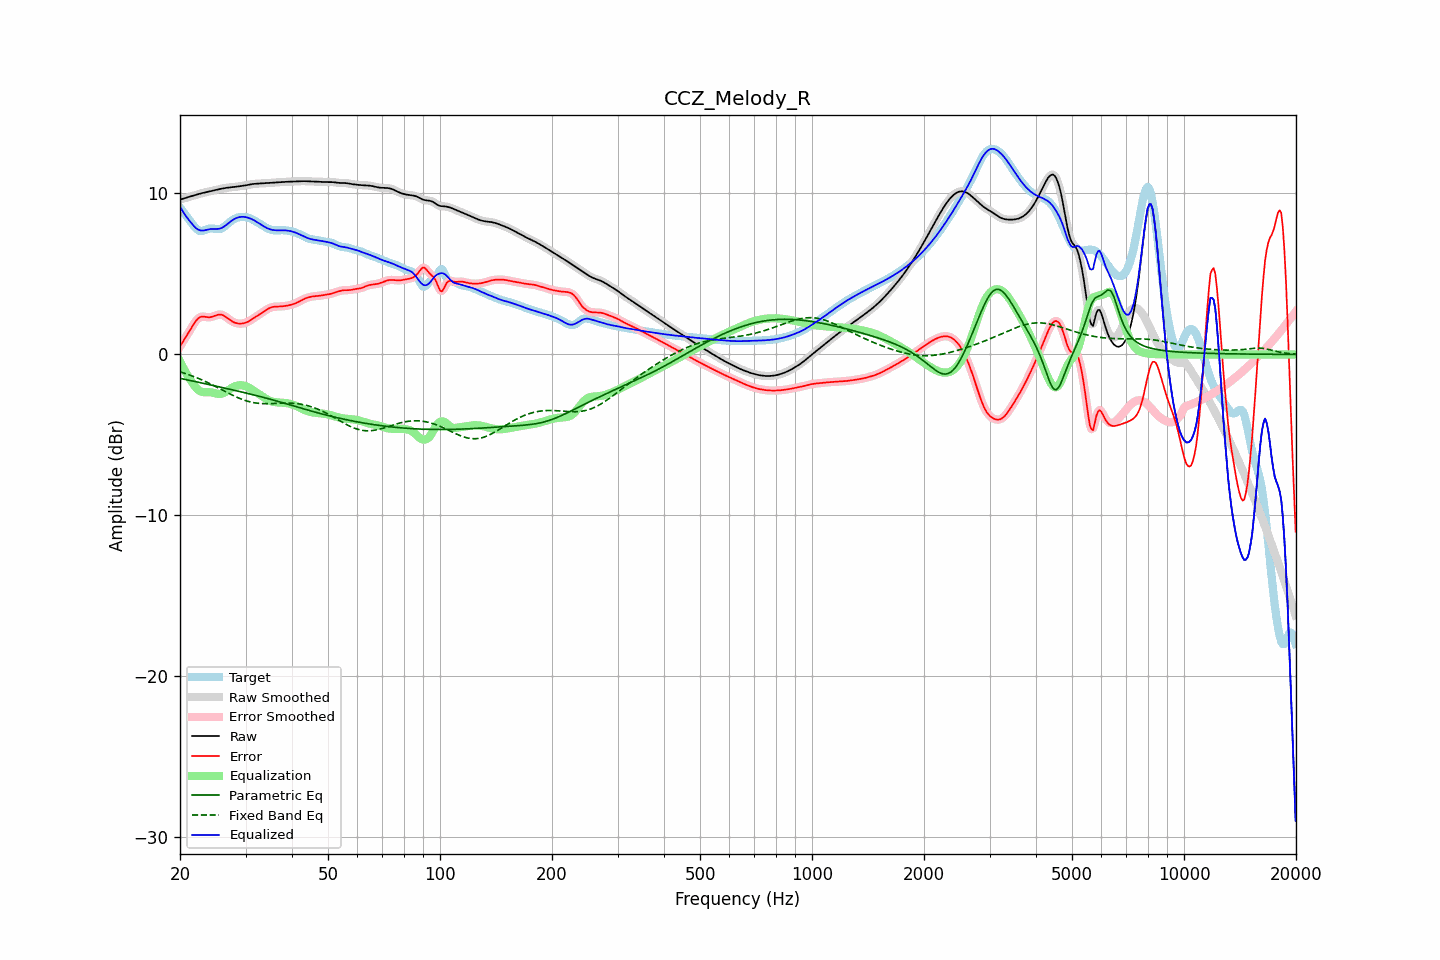 CCZ_Melody_R
10
0
−10
−20
−30
Amplitude (dBr)
Target
Raw Smoothed
Error Smoothed
Raw
Error
Equalization
Parametric Eq
Fixed Band Eq
Equalized
20 50 100 200 500 1000 2000 5000 10000 20000
Frequency (Hz)